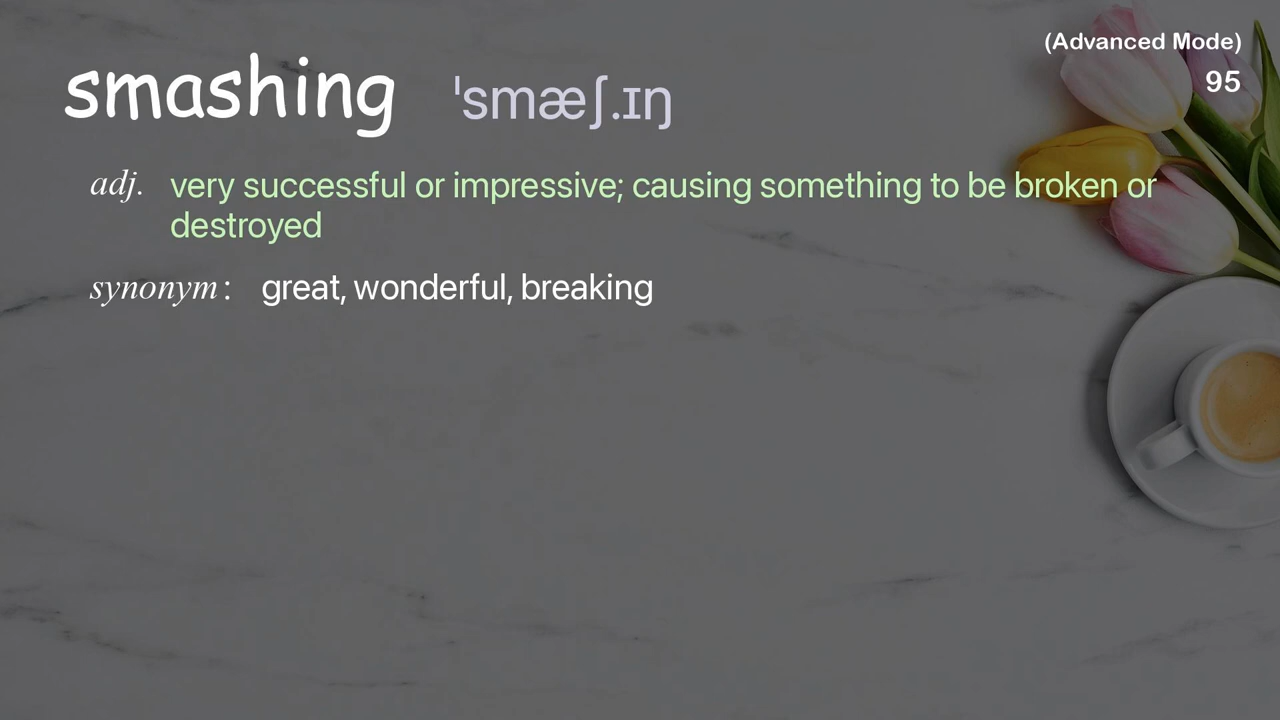 (Advanced Mode)
95
smashing ˈsmæʃ.ɪŋ
adj. very successful or impressive; causing something to be broken or
destroyed
synonym: great, wonderful, breaking